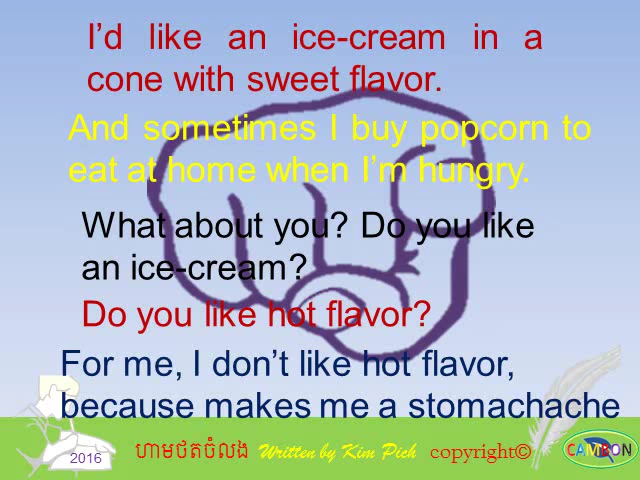 I’d like an ice-cream in a
cone with sweet flavor.
And sometimes I buy popcorn to
eat at home when I’m hungry.
What about you? Do you like
an ice-cream?
Do you like hot flavor?
For me, I don’t like hot flavor,
because makes me a stomachache
2016 ហាមថតចំលង Written by Kim Pich copyright© CAMBON